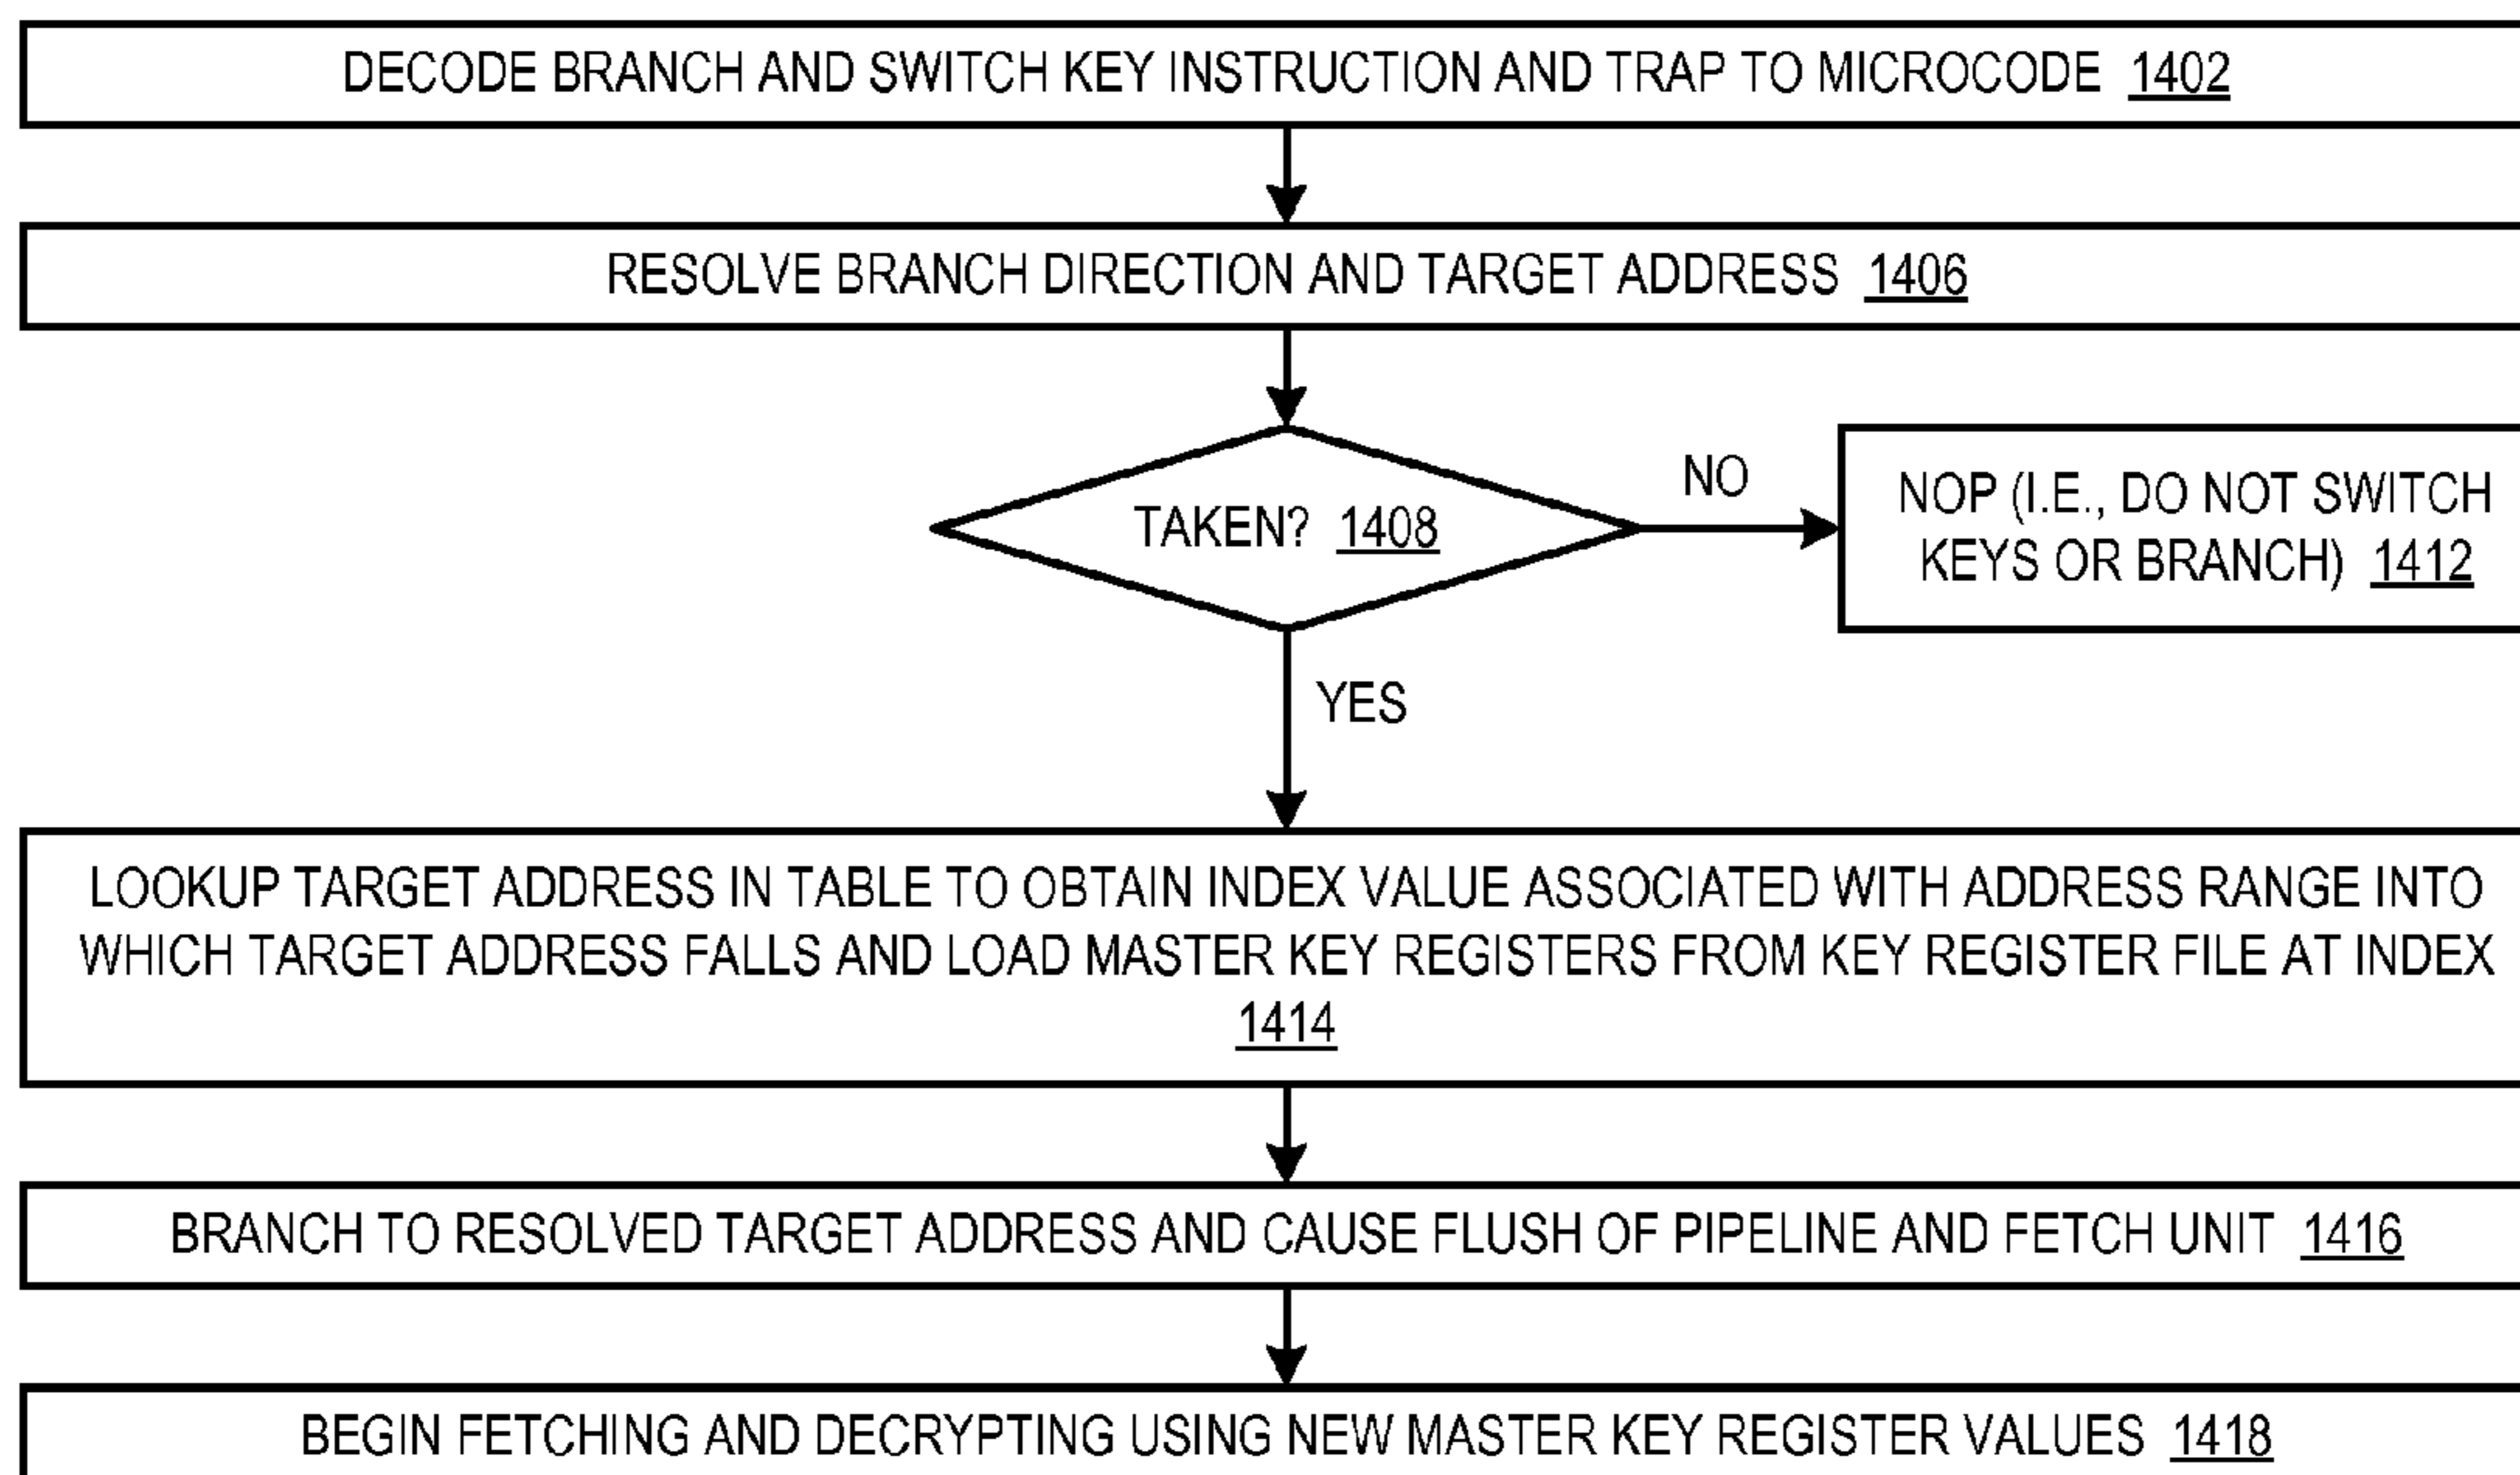 DECODE BRANCH AND SWITCH KEY INSTRUCTION AND TRAP TO MICROCODE 1402
RESOLVE BRANCH DIRECTION AND TARGET ADDRESS 1406
TAKEN? 1408
NO
NOP (I.E., DO NOT SWITCH
KEYS OR BRANCH) 1412
YES
LOOKUP TARGET ADDRESS IN TABLE TO OBTAIN INDEX VALUE ASSOCIATED WITH ADDRESS RANGE INTO
WHICH TARGET ADDRESS FALLS AND LOAD MASTER KEY REGISTERS FROM KEY REGISTER FILE AT INDEX
1414
BRANCH TO RESOLVED TARGET ADDRESS AND CAUSE FLUSH OF PIPELINE AND FETCH UNIT 1416
BEGIN FETCHING AND DECRYPTING USING NEW MASTER KEY REGISTER VALUES 1418